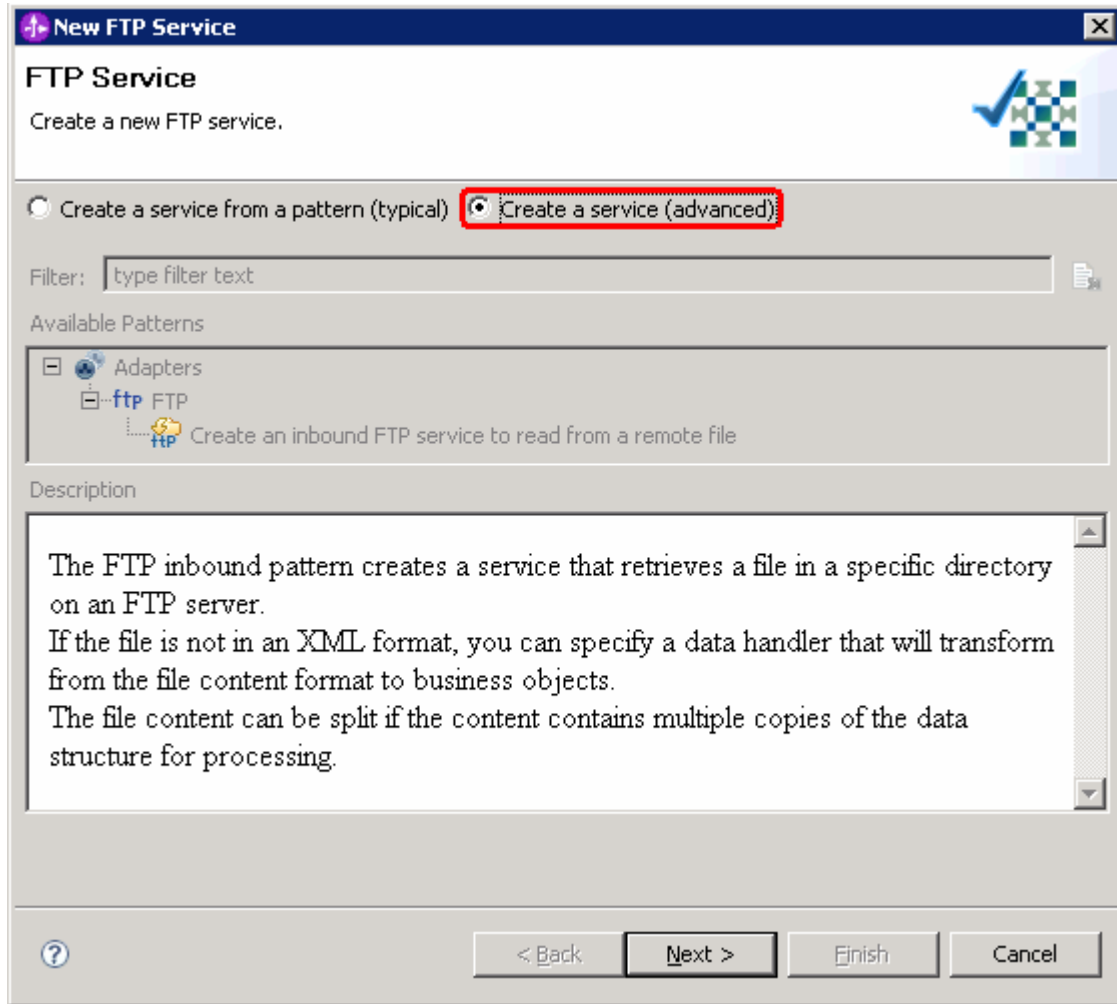 New FTP Service
FTP Service
Create a new FTP service.
Create a service from a pattern (typical) Create a service (advanced)
Filter: type filter text
Available Patterns
Adapters
ftp FTP
ftp Create an inbound FTP service to read from a remote file
Description
The FTP inbound pattern creates a service that retrieves a file in a specific directory
on an FTP server.
If the file is not in an XML format, you can specify a data handler that will transform
from the file content format to business objects.
The file content can be split if the content contains multiple copies of the data
structure for processing.
? < Back Next > Finish Cancel